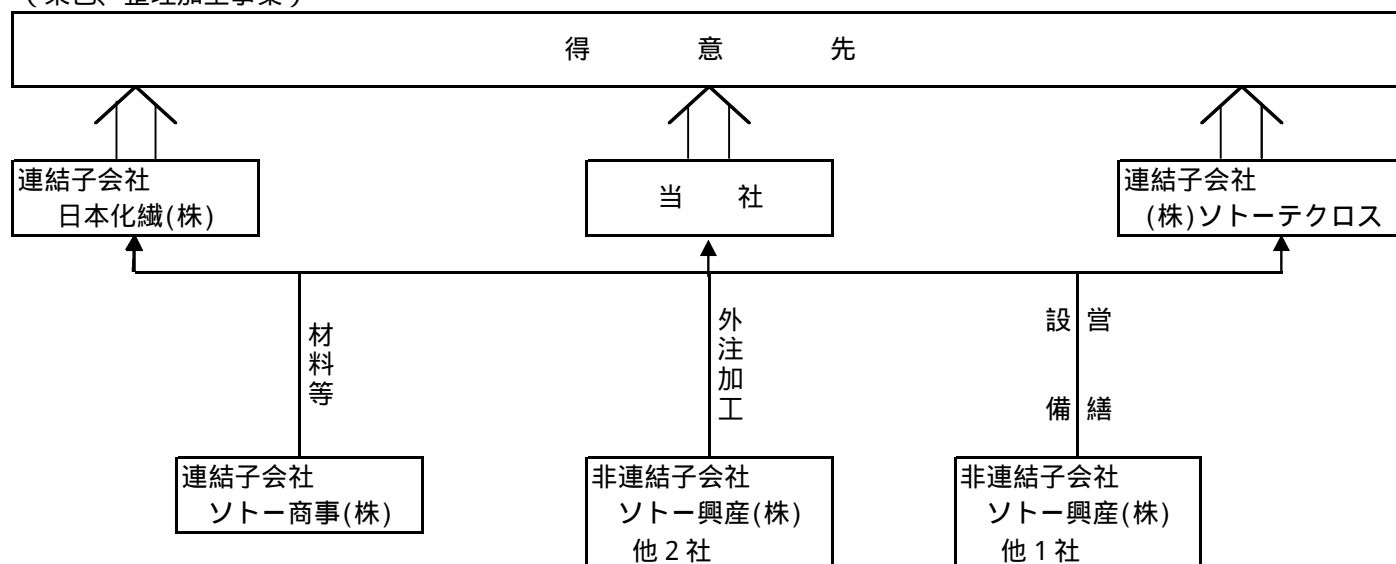 得 意 先
連結子会社
日本化繊(株)
当 社
連結子会社
(株)ソトーテクロス
材料等
外注加工
設備
営繕
連結子会社
ソトー商事(株)
非連結子会社
ソトー興産(株)
他2社
非連結子会社
ソトー興産(株)
他1社